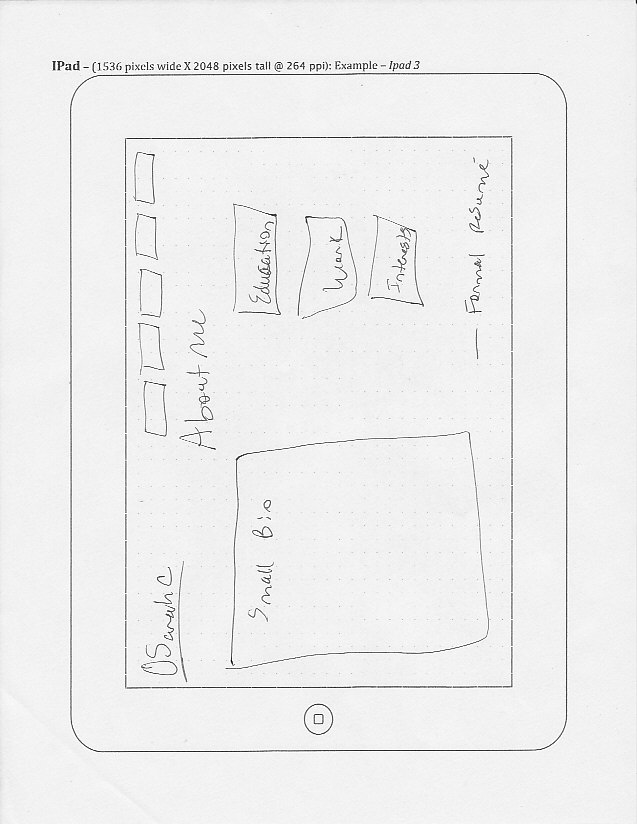 IPad – (1536 pixels wide X 2048 pixels tall @ 264 ppi): Example – Ipad 3
Sarah C
About me
Small Bio
Education
Work
Interests
— Formal Resumé